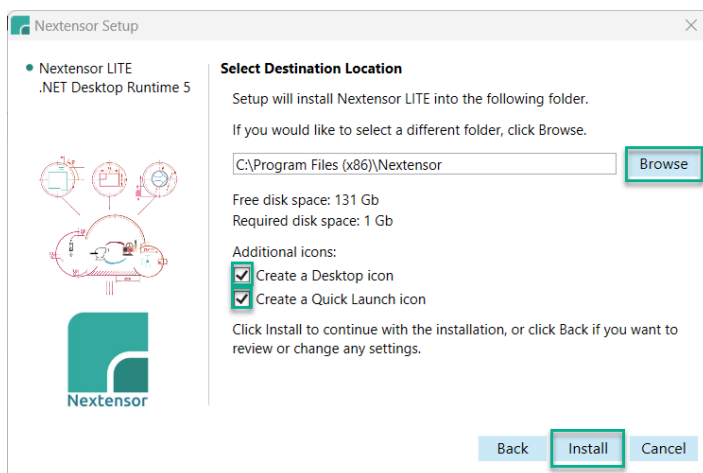 Nextensor Setup
Nextensor LITE
.NET Desktop Runtime 5
Nextensor
Select Destination Location
Setup will install Nextensor LITE into the following folder.
If you would like to select a different folder, click Browse.
C:\Program Files (x86)\Nextensor
Browse
Free disk space: 131 Gb
Required disk space: 1 Gb
Additional icons:
Create a Desktop icon
Create a Quick Launch icon
Click Install to continue with the installation, or click Back if you want to
review or change any settings.
Back
Install
Cancel